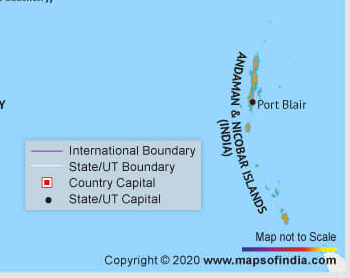 ANDAMAN & NICOBAR ISLANDS
(INDIA)
Port Blair
International Boundary
State/UT Boundary
Country Capital
State/UT Capital
Map not to Scale
Copyright © 2020 www.mapsofindia.com